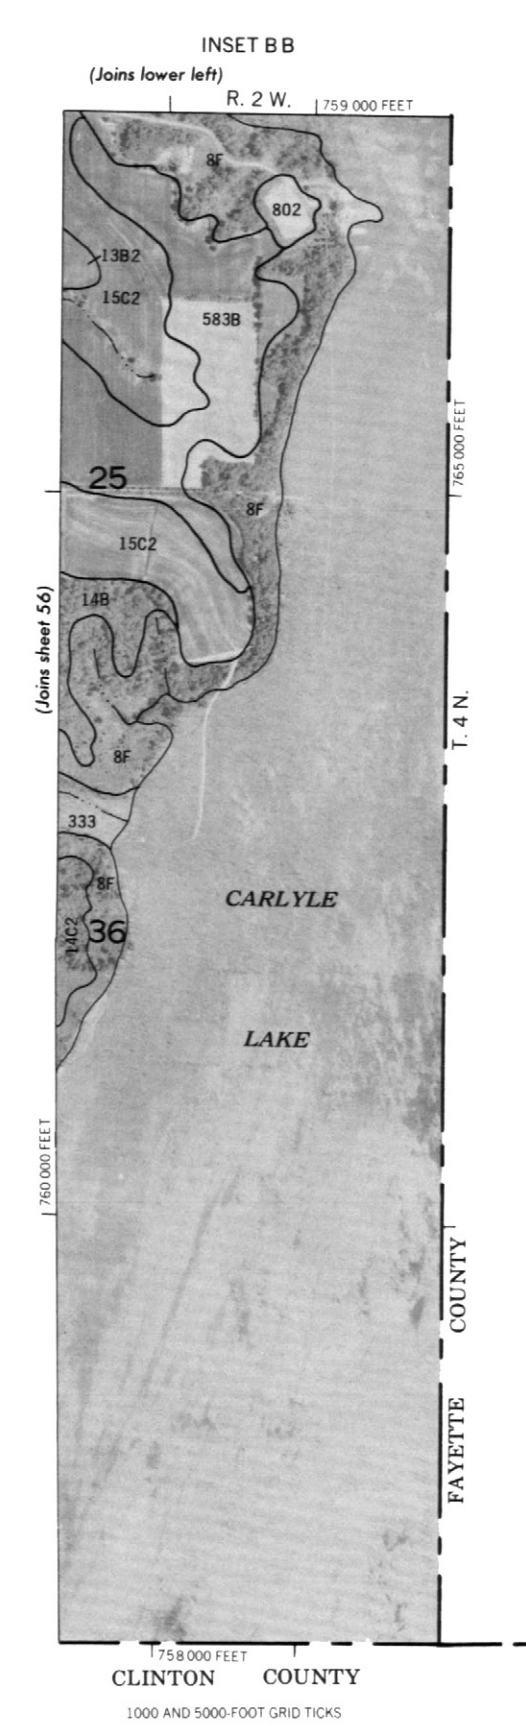 INSET B B
(Joins lower left)
R. 2 W.
759 000 FEET
8F
802
13B2
15C2
583B
765 000 FEET
25
8F
15C2
14B
(Joins sheet 56)
T. 4 N.
8F
333
8F
14C2
36
CARLYLE
LAKE
760 000 FEET
FAYETTE COUNTY
758 000 FEET
CLINTON COUNTY
1000 AND 5000-FOOT GRID TICKS